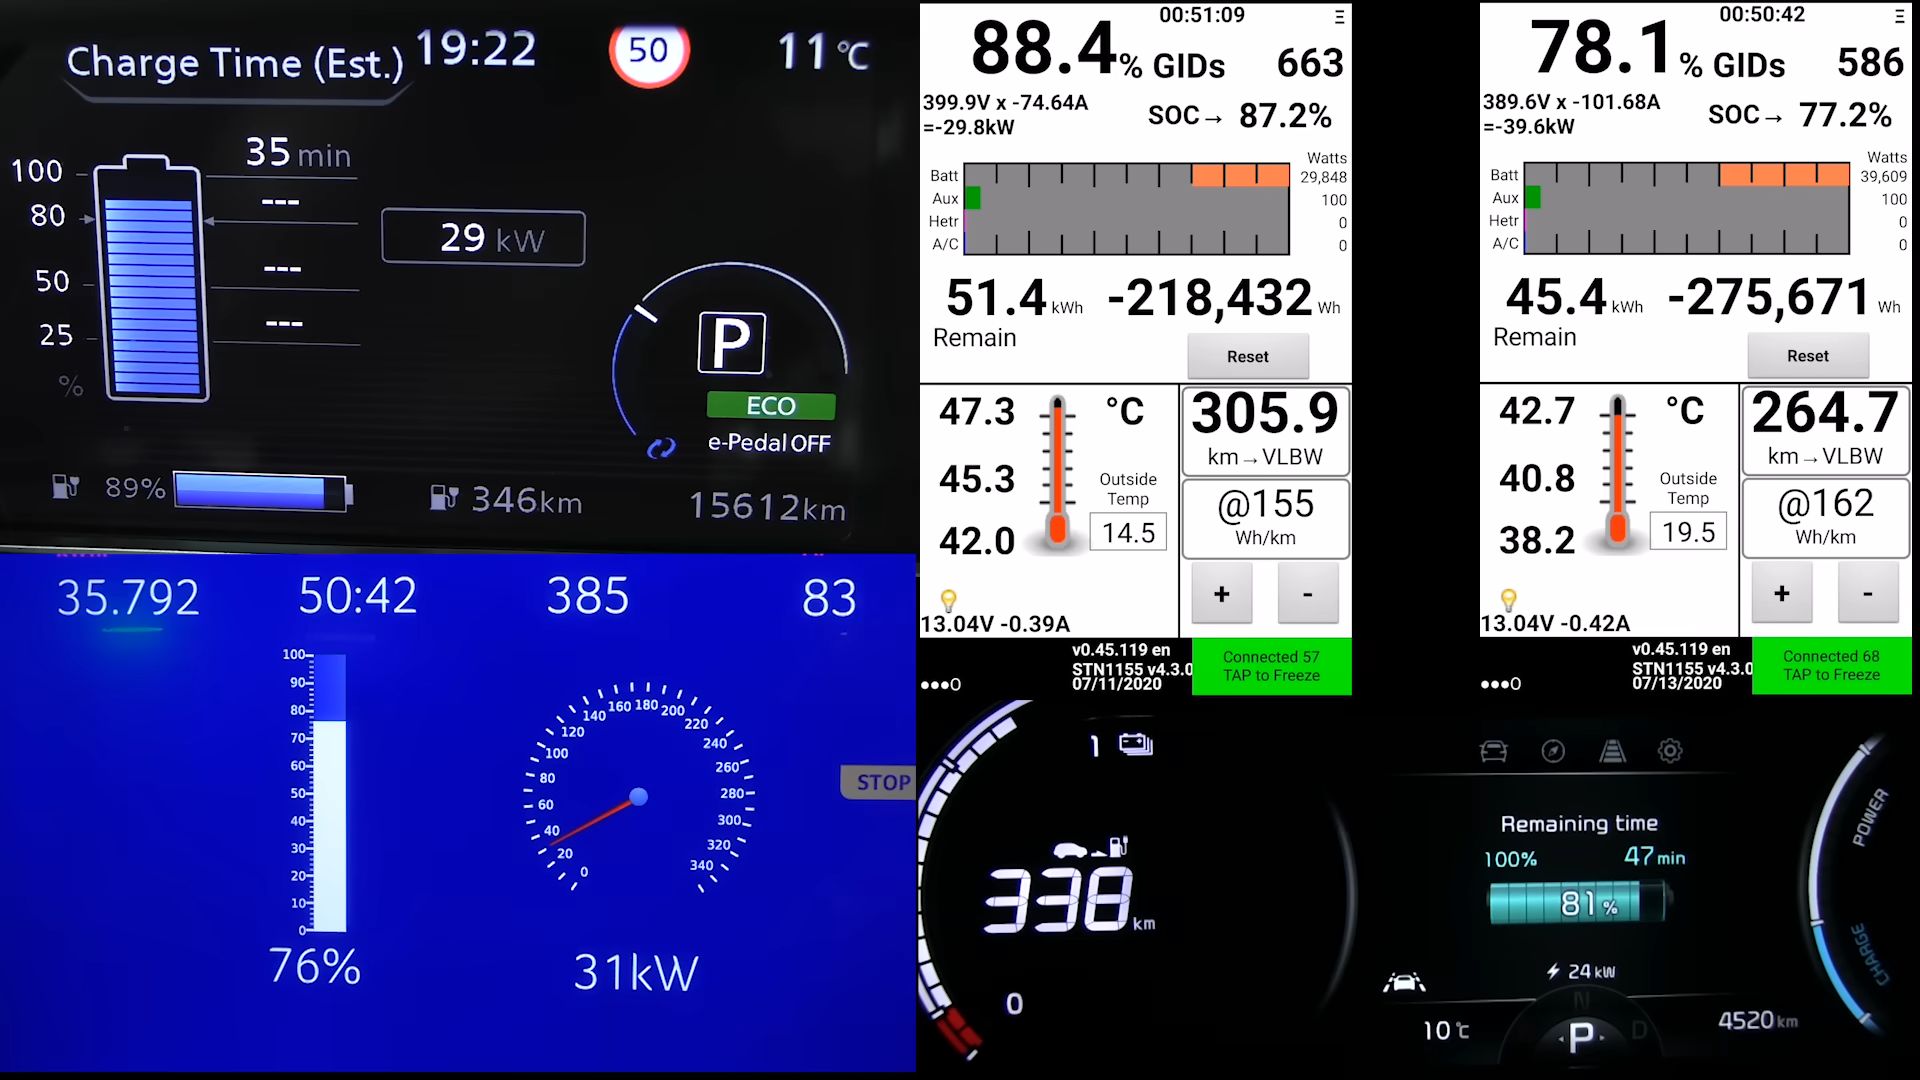 Charge Time (Est.) 19:22 50 11°C
35 min
100
---
80
29 kW
50 ---
25 ---
%
P
ECO
e-Pedal OFF
89% 346km 15612km
35.792 50:42 385 83
100
90
80
70
60
50
40
30
20
10
0
76%
0
20
40
60
80
100
120
140
160
180
200
220
240
260
280
300
320
340
31kW
STOP
00:51:09
88.4% GIDs 663
399.9V x -74.64A
=-29.8kW
SOC→ 87.2%
Watts
Batt 29,848
Aux 100
Hetr 0
A/C 0
51.4 kWh -218,432 Wh
Remain
Reset
47.3 °C
45.3
42.0
Outside
Temp
14.5
305.9
km→VLBW
@155
Wh/km
+ -
13.04V -0.39A
v0.45.119 en
STN1155 v4.3.0
07/11/2020
Connected 57
TAP to Freeze
00:50:42
78.1% GIDs 586
389.6V x -101.68A
=-39.6kW
SOC→ 77.2%
Watts
Batt 39,609
Aux 100
Hetr 0
A/C 0
45.4 kWh -275,671 Wh
Remain
Reset
42.7 °C
40.8
38.2
Outside
Temp
19.5
264.7
km→VLBW
@162
Wh/km
+ -
13.04V -0.42A
v0.45.119 en
STN1155 v4.3.0
07/13/2020
Connected 68
TAP to Freeze
1
338 km
0
Remaining time
100% 47min
81%
24 kW
N
P D
10°C
4520 km
POWER
CHARGE